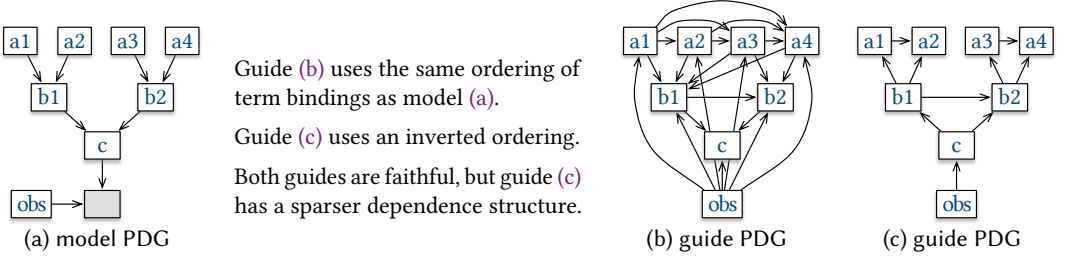 a1 a2 a3 a4
b1 b2
c
obs
(a) model PDG
Guide (b) uses the same ordering of
term bindings as model (a).
Guide (c) uses an inverted ordering.
Both guides are faithful, but guide (c)
has a sparser dependence structure.
a1 a2 a3 a4
b1 b2
c
obs
(b) guide PDG
a1 a2 a3 a4
b1 b2
c
obs
(c) guide PDG